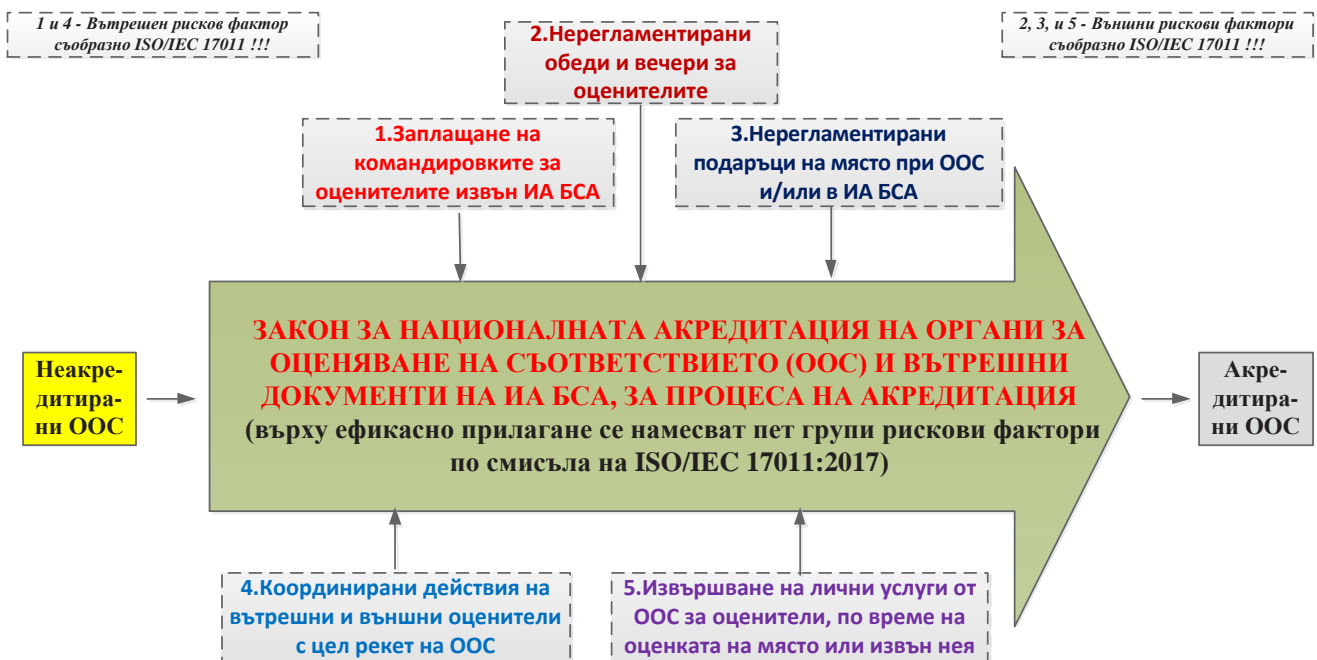 1 и 4 - Вътрешен рисков фактор
съобразно ISO/IEC 17011 !!!
2, 3, и 5 - Външни рискови фактори
съобразно ISO/IEC 17011 !!!
2.Нерегламентирани
обеди и вечери за
оценителите
1.Заплащане на
командировките за
оценителите извън ИА БСА
3.Нерегламентирани
подаръци на място при ООС
и/или в ИА БСА
Неакре-
дитира-
ни ООС
ЗАКОН ЗА НАЦИОНАЛНАТА АКРЕДИТАЦИЯ НА ОРГАНИ ЗА
ОЦЕНЯВАНЕ НА СЪОТВЕТСТВИЕТО (ООС) И ВЪТРЕШНИ
ДОКУМЕНТИ НА ИА БСА, ЗА ПРОЦЕСА НА АКРЕДИТАЦИЯ
(върху ефикасно прилагане се намесват пет групи рискови фактори
по смисъла на ISO/IEC 17011:2017)
Акре-
дитира-
ни ООС
4.Координирани действия на
вътрешни и външни оценители
с цел рекет на ООС
5.Извършване на лични услуги от
ООС за оценители, по време на
оценката на място или извън нея